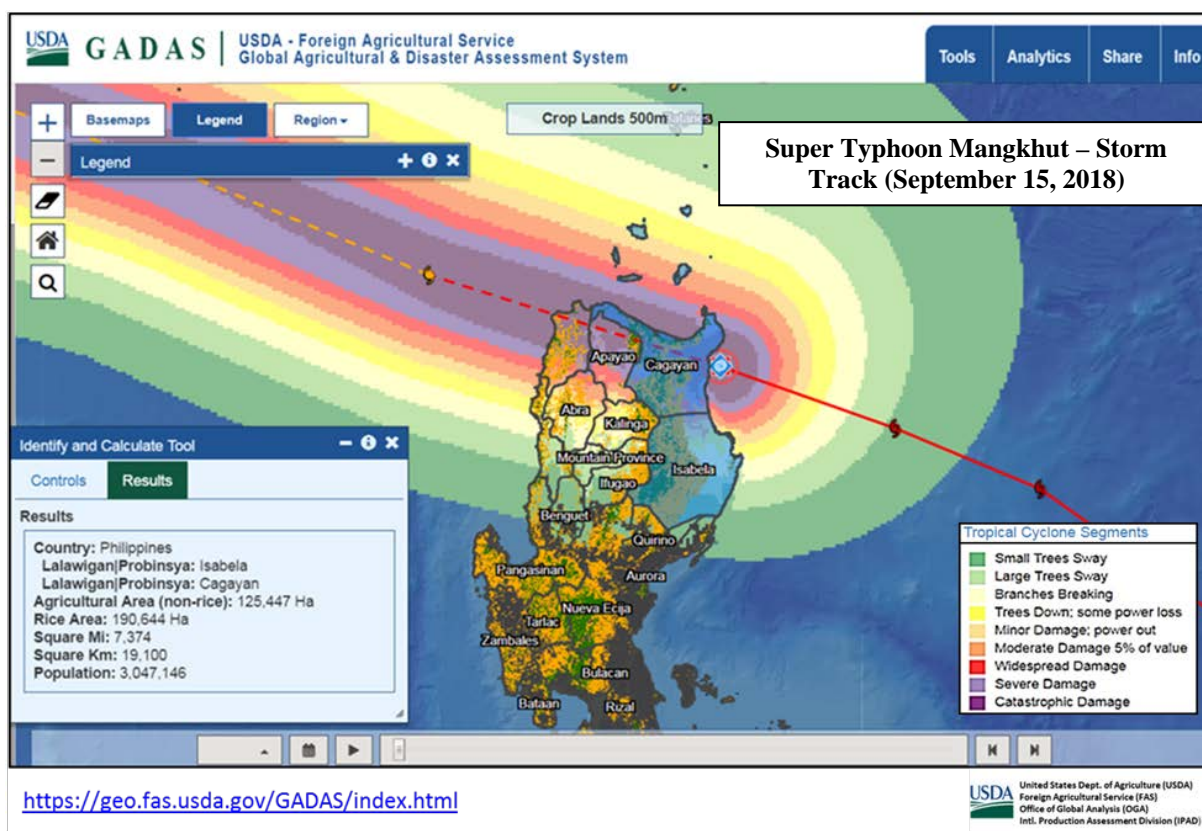 USDA GADAS
USDA - Foreign Agricultural Service
Global Agricultural & Disaster Assessment System
Tools Analytics Share Info
Basemaps Legend Region
Crop Lands 500m
Legend
Super Typhoon Mangkhut – Storm
Track (September 15, 2018)
Apayao
Cagayan
Abra
Kalinga
Mountain Province
Isabela
Ifugao
Benguet
Quirino
Pangasinan
Aurora
Nueva Ecija
Tarlac
Zambales
Bulacan
Bataan
Rizal
Identify and Calculate Tool
Controls Results
Results
Country: Philippines
Lalawigan|Probinsya: Isabela
Lalawigan|Probinsya: Cagayan
Agricultural Area (non-rice): 125,447 Ha
Rice Area: 190,644 Ha
Square Mi: 7,374
Square Km: 19,100
Population: 3,047,146
Tropical Cyclone Segments
Small Trees Sway
Large Trees Sway
Branches Breaking
Trees Down; some power loss
Minor Damage; power out
Moderate Damage 5% of value
Widespread Damage
Severe Damage
Catastrophic Damage
https://geo.fas.usda.gov/GADAS/index.html
USDA
United States Dept. of Agriculture (USDA)
Foreign Agricultural Service (FAS)
Office of Global Analysis (OGA)
Intl. Production Assessment Division (IPAD)